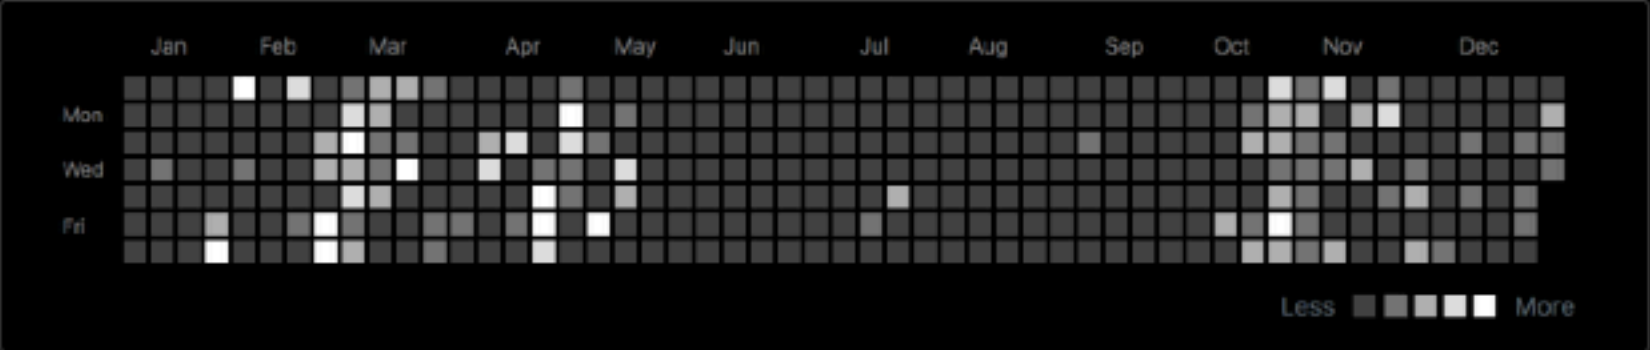 Jan Feb Mar Apr May Jun Jul Aug Sep Oct Nov Dec
Mon
Wed
Fri
Less More